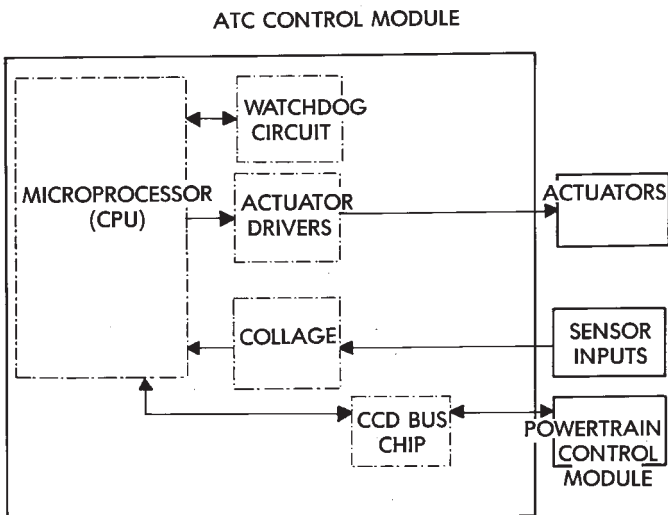 ATC CONTROL MODULE
WATCHDOG
CIRCUIT
MICROPROCESSOR
(CPU)
ACTUATOR
DRIVERS
ACTUATORS
COLLAGE
SENSOR
INPUTS
CCD BUS
CHIP
POWERTRAIN
CONTROL
MODULE